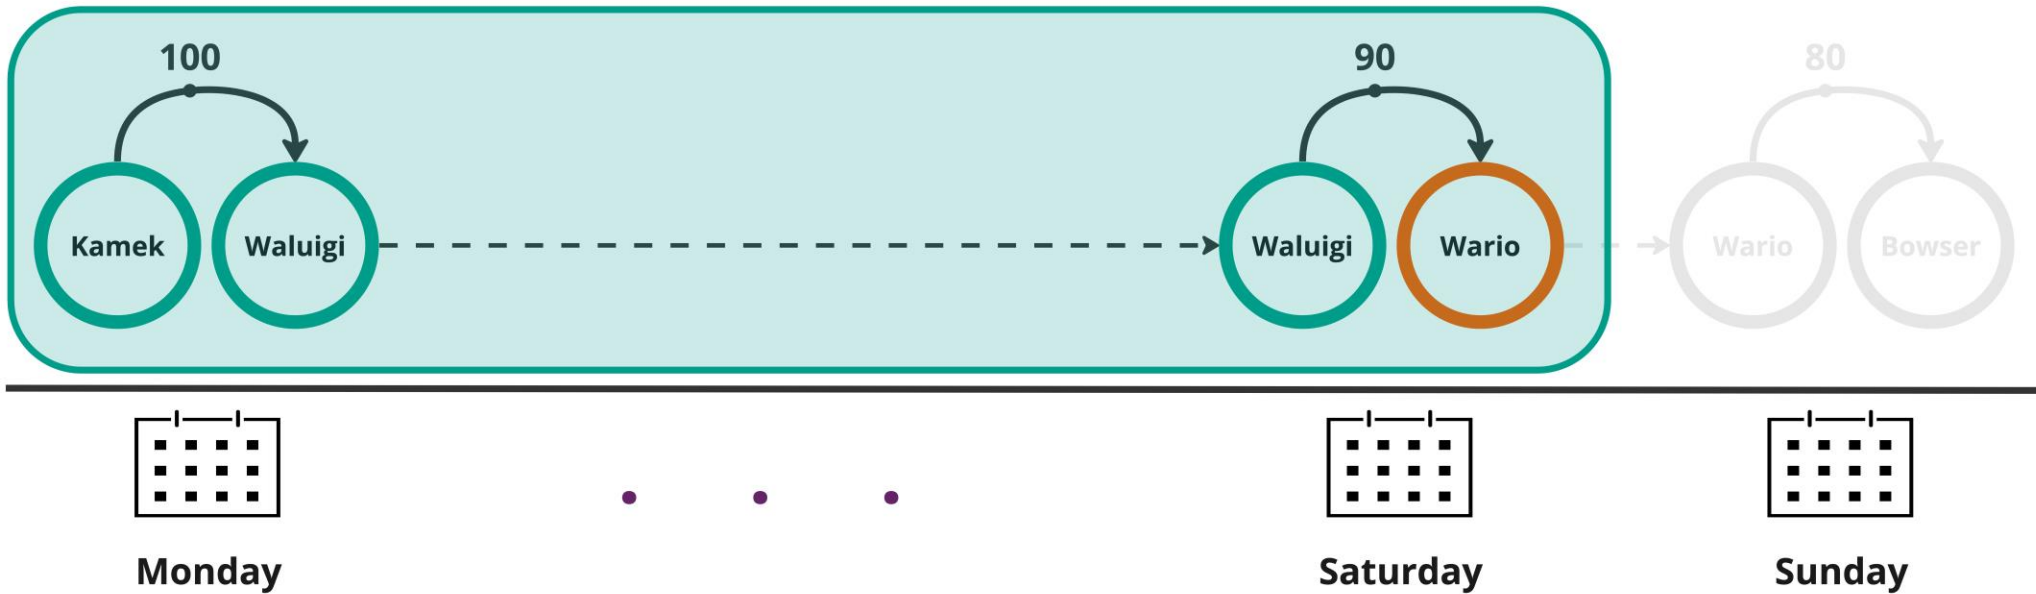 100
90
80
Kamek
Waluigi
Waluigi
Wario
Wario
Bowser
Monday
Saturday
Sunday